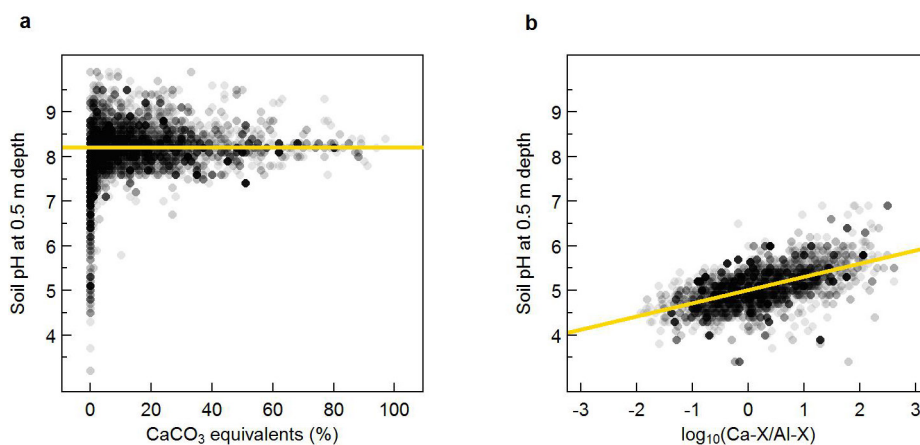 a
b
Soil pH at 0.5 m depth
9
8
7
6
5
4
0 20 40 60 80 100
CaCO₃ equivalents (%)
Soil pH at 0.5 m depth
9
8
7
6
5
4
-3 -2 -1 0 1 2 3
log₁₀(Ca-X/Al-X)